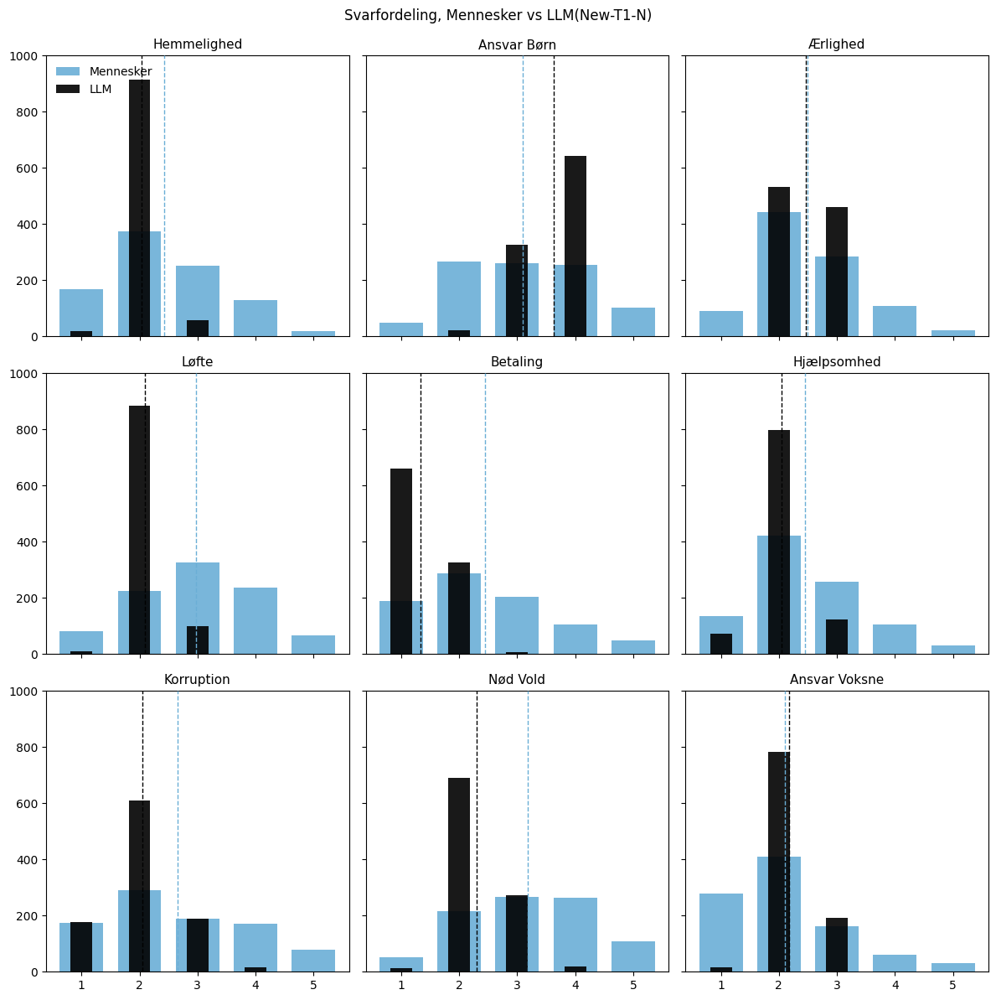 Svarfordeling, Mennesker vs LLM(New-T1-N)
Hemmelighed
Ansvar Børn
Ærlighed
1000
800
600
400
200
0
Mennesker
LLM
Løfte
Betaling
Hjælpsomhed
1000
800
600
400
200
0
Korruption
Nød Vold
Ansvar Voksne
1000
800
600
400
200
0
1 2 3 4 5
1 2 3 4 5
1 2 3 4 5